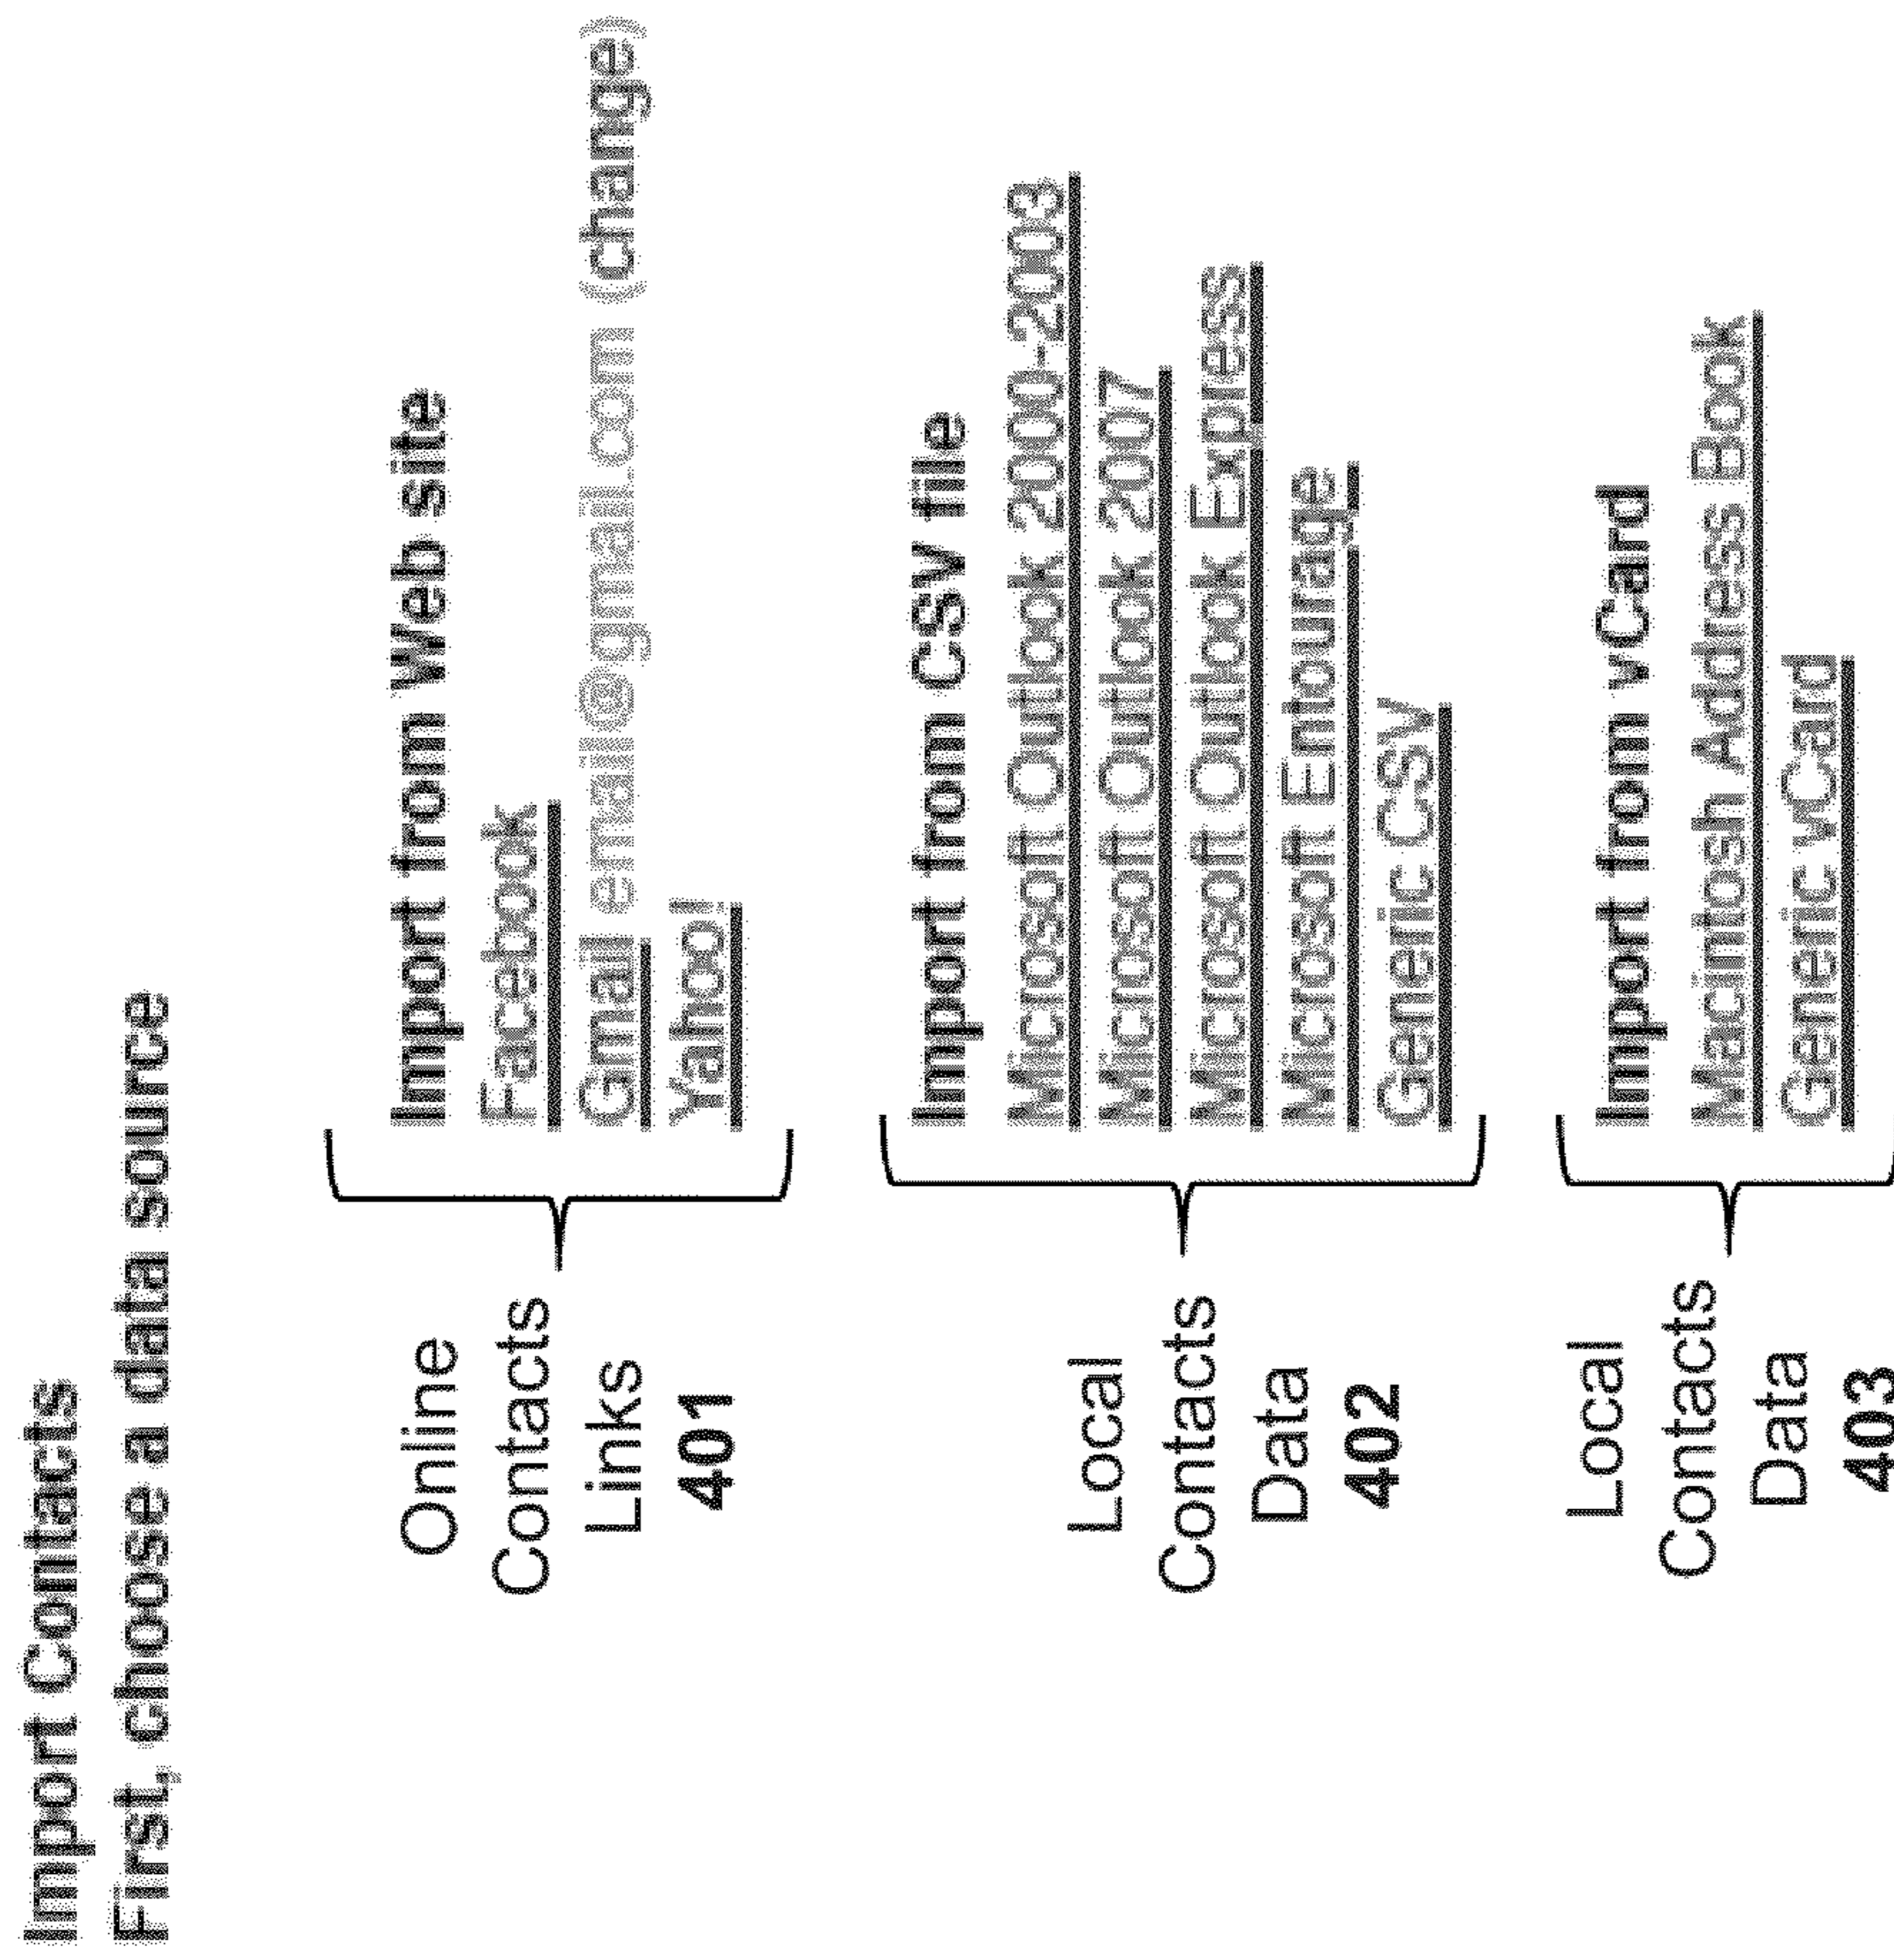 Import Contacts
First, choose a data source
Online
Contacts
Links
401
Import from Web site
Facebook
Gmail email@gmail.com (change)
Yahoo!
Local
Contacts
Data
402
Import from CSV file
Microsoft Outlook 2000-2003
Microsoft Outlook 2007
Microsoft Outlook Express
Microsoft Entourage
Generic CSV
Local
Contacts
Data
403
Import from vCard
Macintosh Address Book
Generic vCard